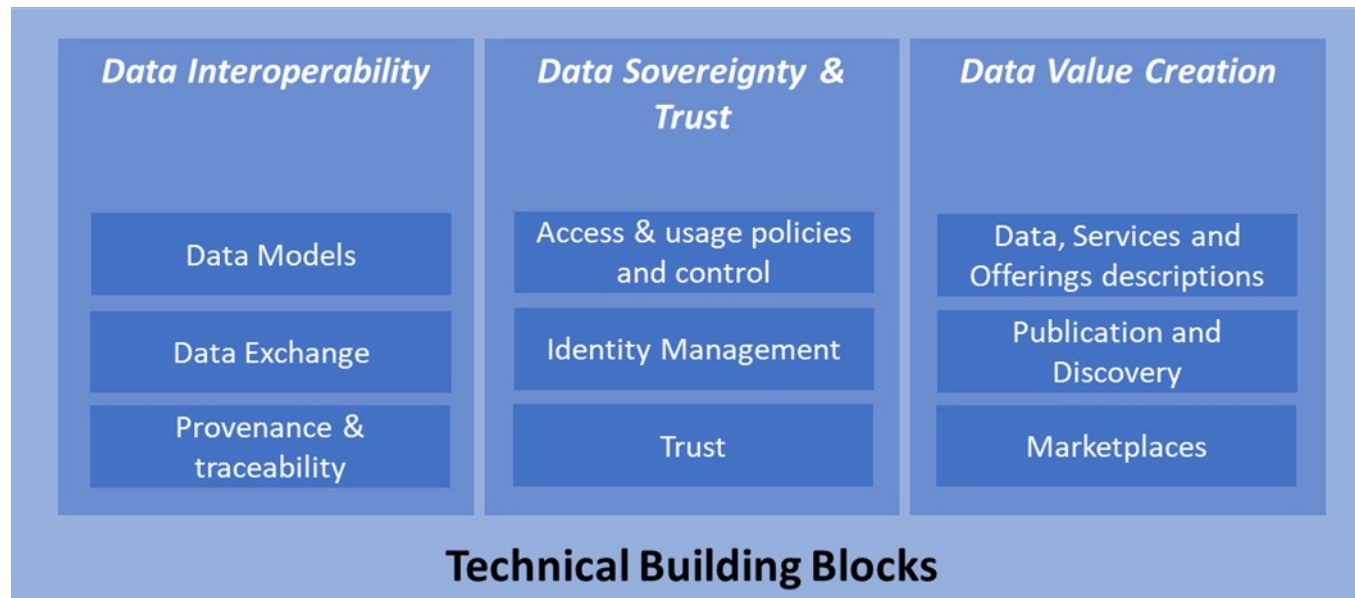 Data Interoperability
Data Models
Data Exchange
Provenance &
traceability
Data Sovereignty &
Trust
Access & usage policies
and control
Identity Management
Trust
Data Value Creation
Data, Services and
Offerings descriptions
Publication and
Discovery
Marketplaces
Technical Building Blocks